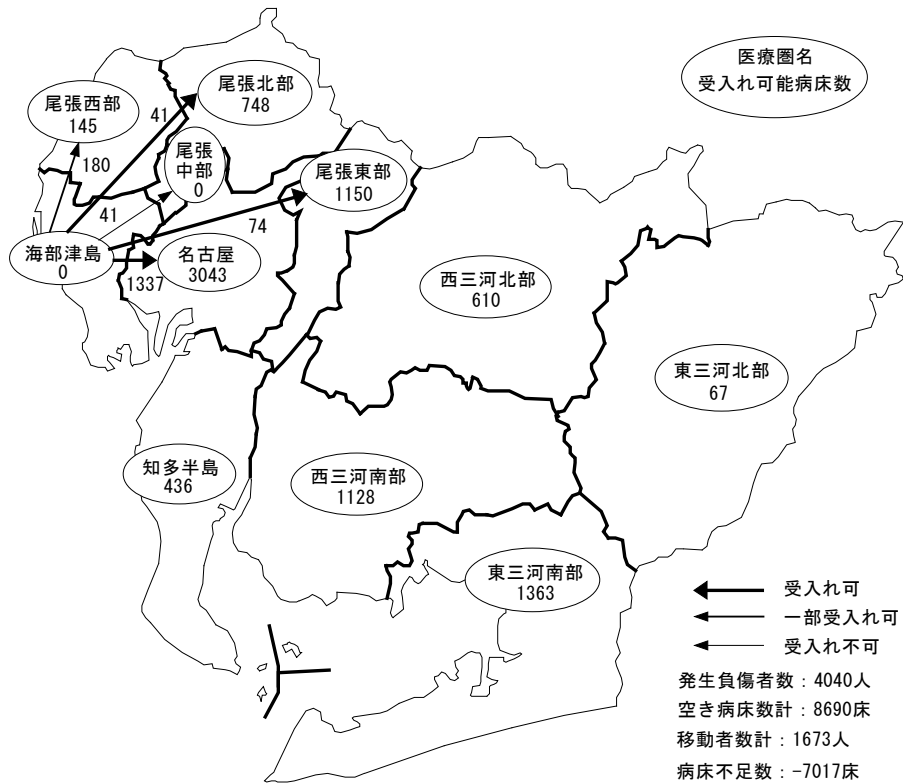 医療圏名
受入れ可能病床数
尾張西部
145
尾張北部
748
尾張
中部
0
尾張東部
1150
41
180
41
74
海部津島
0
名古屋
3043
1337
西三河北部
610
東三河北部
67
知多半島
436
西三河南部
1128
東三河南部
1363
受入れ可
一部受入れ可
受入れ不可
発生負傷者数：4040人
空き病床数計：8690床
移動者数計：1673人
病床不足数：-7017床